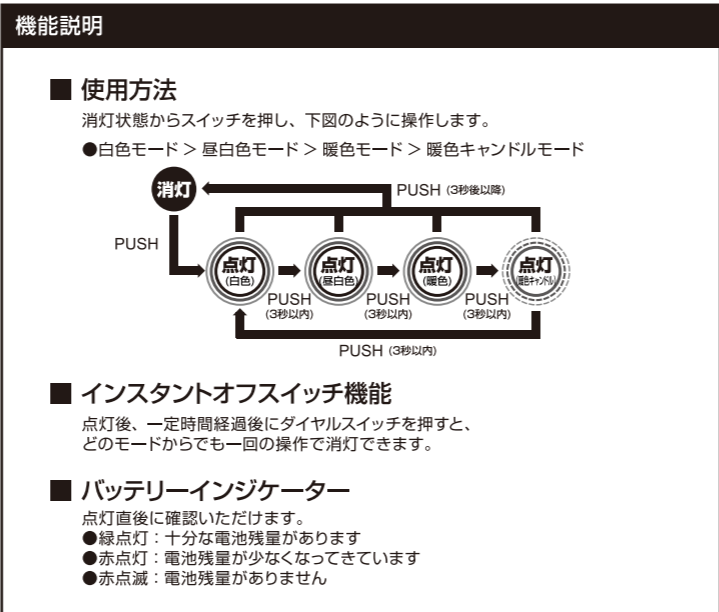 機能説明
■ 使用方法
消灯状態からスイッチを押し、下図のように操作します。
●白色モード > 昼白色モード > 暖色モード > 暖色キャンドルモード
消灯
PUSH (3秒後以降)
PUSH
点灯
(白色)
点灯
(昼白色)
点灯
(暖色)
点灯
(暖色キャンドル)
PUSH
(3秒以内)
PUSH
(3秒以内)
PUSH
(3秒以内)
PUSH (3秒以内)
■ インスタントオフスイッチ機能
点灯後、一定時間経過後にダイヤルスイッチを押すと、
どのモードからでも一回の操作で消灯できます。
■ バッテリーインジケーター
点灯直後に確認いただけます。
●緑点灯：十分な電池残量があります
●赤点灯：電池残量が少なくなってきています
●赤点滅：電池残量がありません